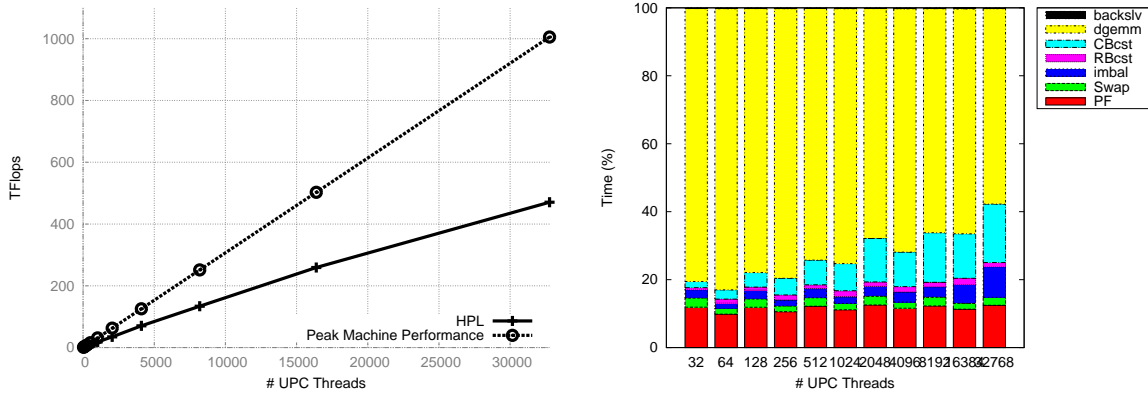 TFlops
1000
800
600
400
200
0
HPL
Peak Machine Performance
0 5000 10000 15000 20000 25000 30000
# UPC Threads
Time (%)
100
80
60
40
20
0
32 64 128 256 512 1024 2048 4096 8192 16384 32768
# UPC Threads
backslv
dgemm
CBcst
RBcst
imbal
Swap
PF